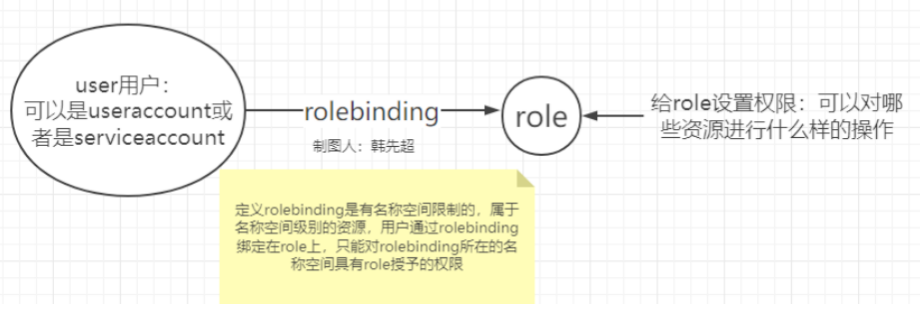 user用户：
可以是useraccount或
者是serviceaccount
rolebinding
制图人：韩先超
role
给role设置权限：可以对哪
些资源进行什么样的操作
定义rolebinding是有名称空间限制的，属于
名称空间级别的资源，用户通过rolebinding
绑定在role上，只能对rolebinding所在的名
称空间具有role授予的权限